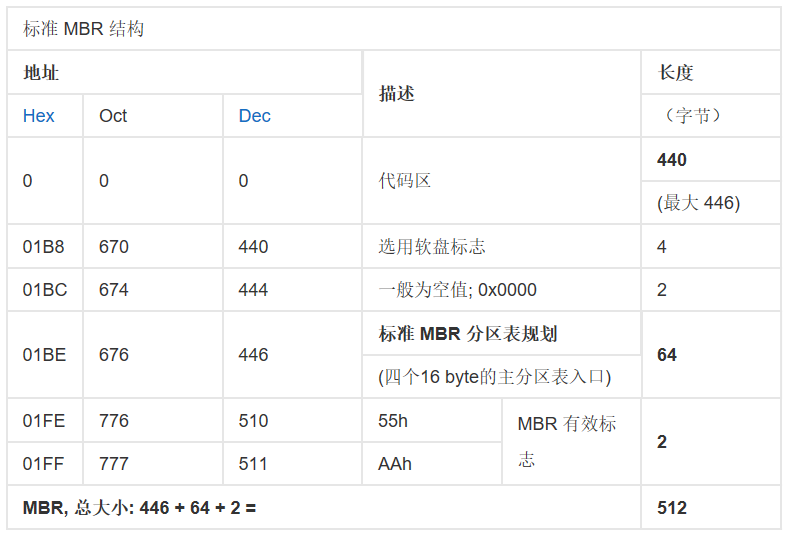 标准 MBR 结构
地址 描述 长度
Hex Oct Dec （字节）
0 0 0 代码区 440
(最大 446)
01B8 670 440 选用软盘标志 4
01BC 674 444 一般为空值; 0x0000 2
01BE 676 446 标准 MBR 分区表规划 64
(四个16 byte的主分区表入口)
01FE 776 510 55h MBR 有效标
志 2
01FF 777 511 AAh
MBR, 总大小: 446 + 64 + 2 = 512